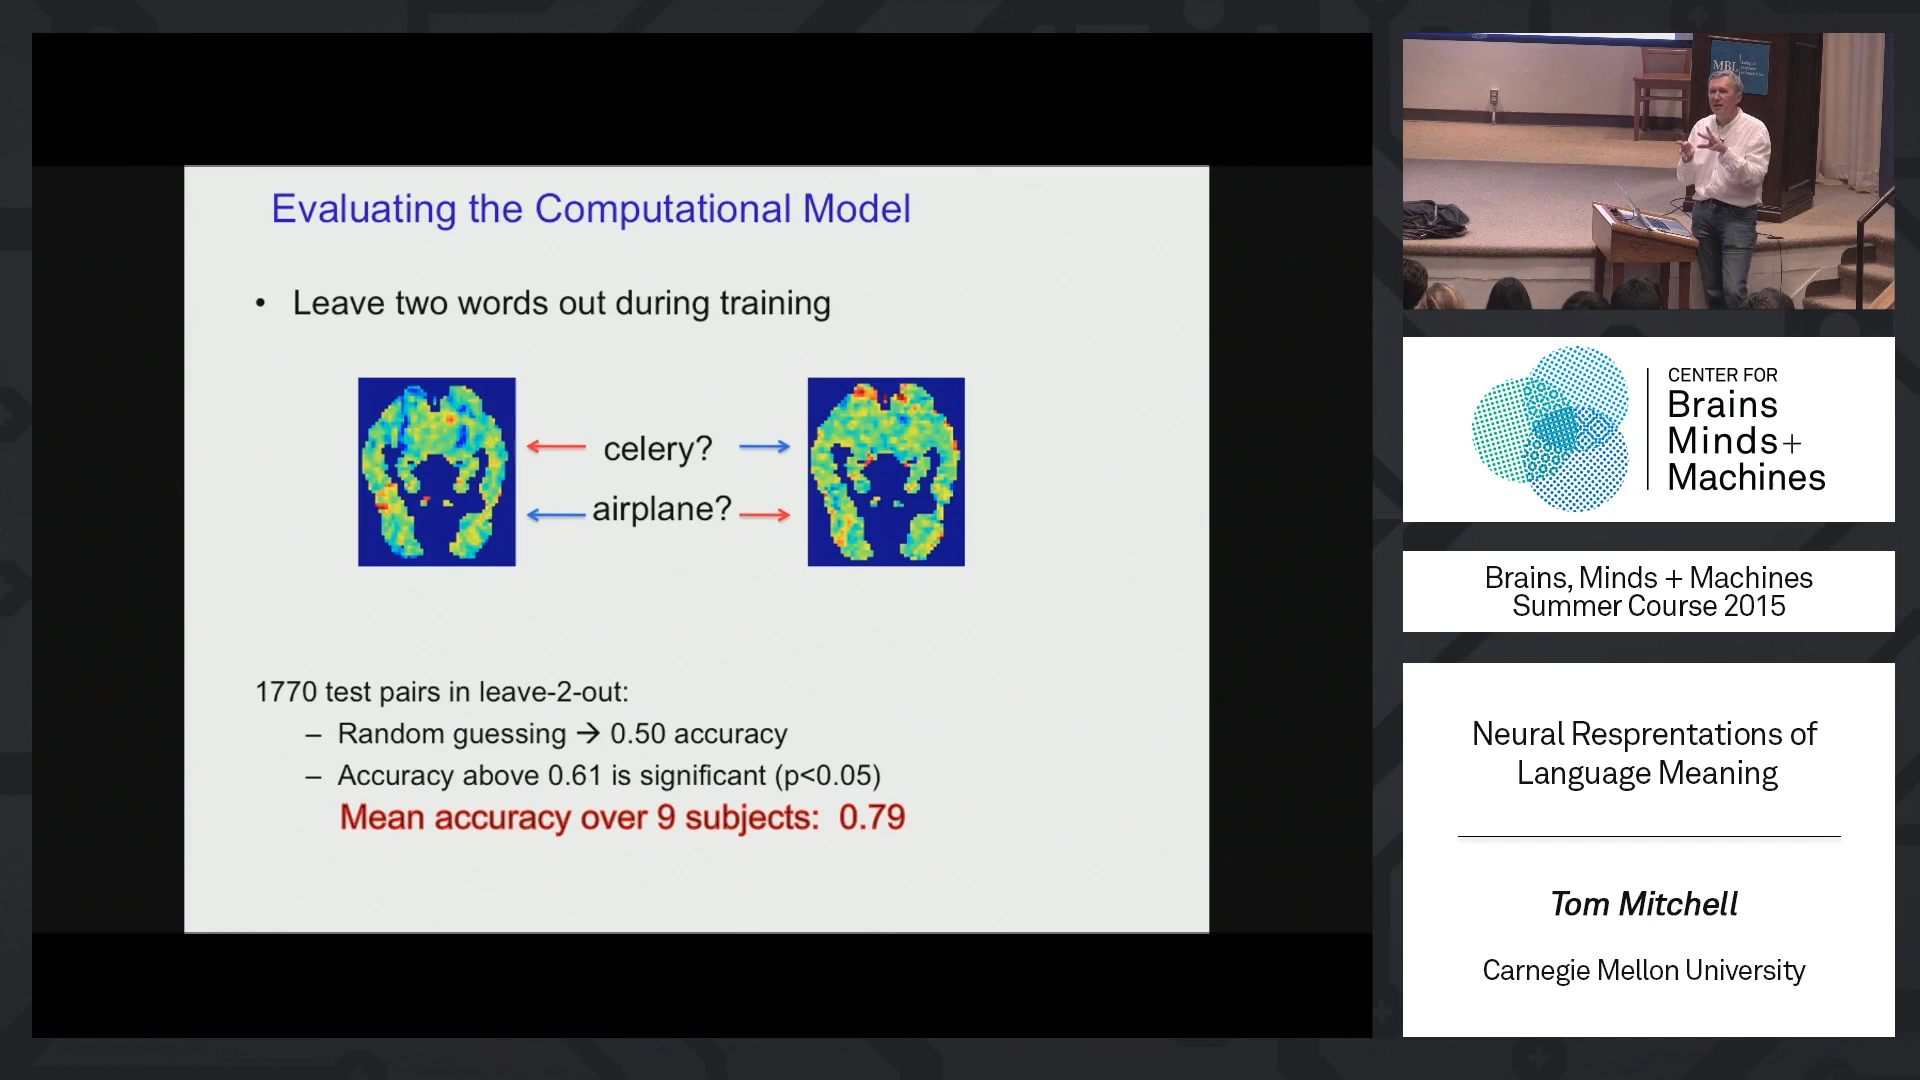 Evaluating the Computational Model
• Leave two words out during training
celery?
airplane?
1770 test pairs in leave-2-out:
– Random guessing → 0.50 accuracy
– Accuracy above 0.61 is significant (p<0.05)
Mean accuracy over 9 subjects: 0.79
MBL
CENTER FOR
Brains
Minds+
Machines
Brains, Minds + Machines
Summer Course 2015
Neural Resprentations of
Language Meaning
Tom Mitchell
Carnegie Mellon University